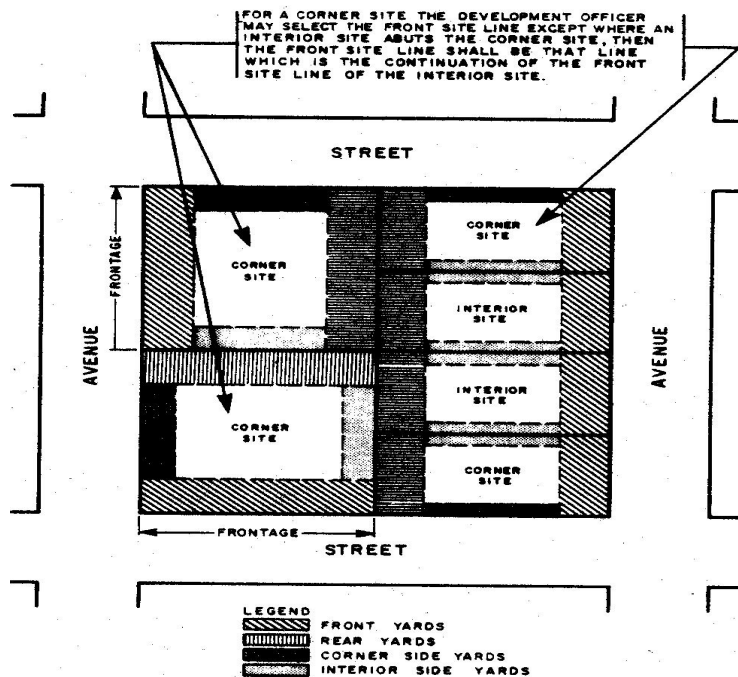 FOR A CORNER SITE THE DEVELOPMENT OFFICER
MAY SELECT THE FRONT SITE LINE EXCEPT WHERE AN
INTERIOR SITE ABUTS THE CORNER SITE, THEN
THE FRONT SITE LINE SHALL BE THAT LINE
WHICH IS THE CONTINUATION OF THE FRONT
SITE LINE OF THE INTERIOR SITE.
STREET
FRONTAGE
AVENUE
CORNER
SITE
CORNER
SITE
CORNER
SITE
INTERIOR
SITE
INTERIOR
SITE
CORNER
SITE
AVENUE
FRONTAGE
STREET
LEGEND
FRONT YARDS
REAR YARDS
CORNER SIDE YARDS
INTERIOR SIDE YARDS